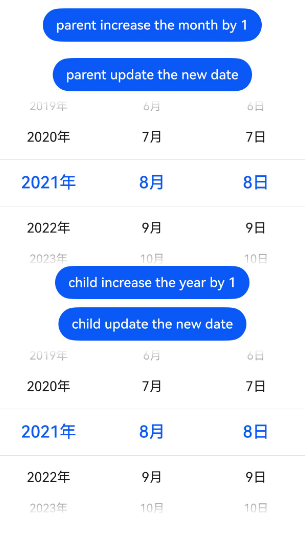 parent increase the month by 1
parent update the new date
2019年 6月 6日
2020年 7月 7日
2021年 8月 8日
2022年 9月 9日
2023年 10月 10日
child increase the year by 1
child update the new date
2019年 6月 6日
2020年 7月 7日
2021年 8月 8日
2022年 9月 9日
2023年 10月 10日